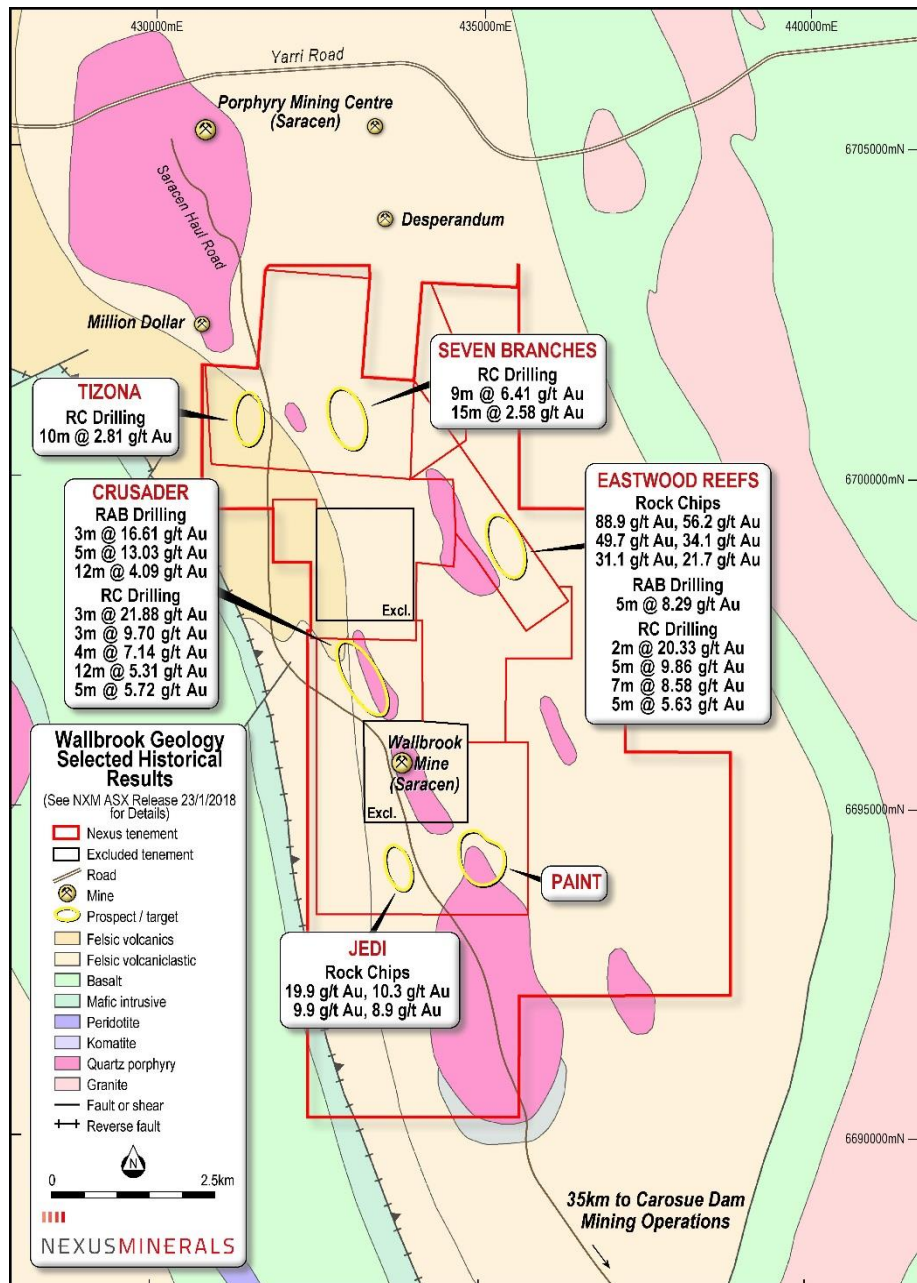 430000mE
435000mE
440000mE
Yarri Road
Porphyry Mining Centre
(Saracen)
6705000mN
Saracen Haul Road
Desperandum
Million Dollar
SEVEN BRANCHES
RC Drilling
9m @ 6.41 g/t Au
15m @ 2.58 g/t Au
TIZONA
RC Drilling
10m @ 2.81 g/t Au
6700000mN
CRUSADER
RAB Drilling
3m @ 16.61 g/t Au
5m @ 13.03 g/t Au
12m @ 4.09 g/t Au
RC Drilling
3m @ 21.88 g/t Au
3m @ 9.70 g/t Au
4m @ 7.14 g/t Au
12m @ 5.31 g/t Au
5m @ 5.72 g/t Au
EASTWOOD REEFS
Rock Chips
88.9 g/t Au, 56.2 g/t Au
49.7 g/t Au, 34.1 g/t Au
31.1 g/t Au, 21.7 g/t Au
RAB Drilling
5m @ 8.29 g/t Au
RC Drilling
2m @ 20.33 g/t Au
5m @ 9.86 g/t Au
7m @ 8.58 g/t Au
5m @ 5.63 g/t Au
Excl.
Wallbrook
Mine
(Saracen)
Excl.
6695000mN
PAINT
JEDI
Rock Chips
19.9 g/t Au, 10.3 g/t Au
9.9 g/t Au, 8.9 g/t Au
Wallbrook Geology
Selected Historical
Results
(See NXM ASX Release 23/1/2018
for Details)
Nexus tenement
Excluded tenement
Road
Mine
Prospect / target
Felsic volcanics
Felsic volcaniclastic
Basalt
Mafic intrusive
Peridotite
Komatite
Quartz porphyry
Granite
Fault or shear
Reverse fault
N
0 2.5km
NEXUSMINERALS
6690000mN
35km to Carosue Dam
Mining Operations